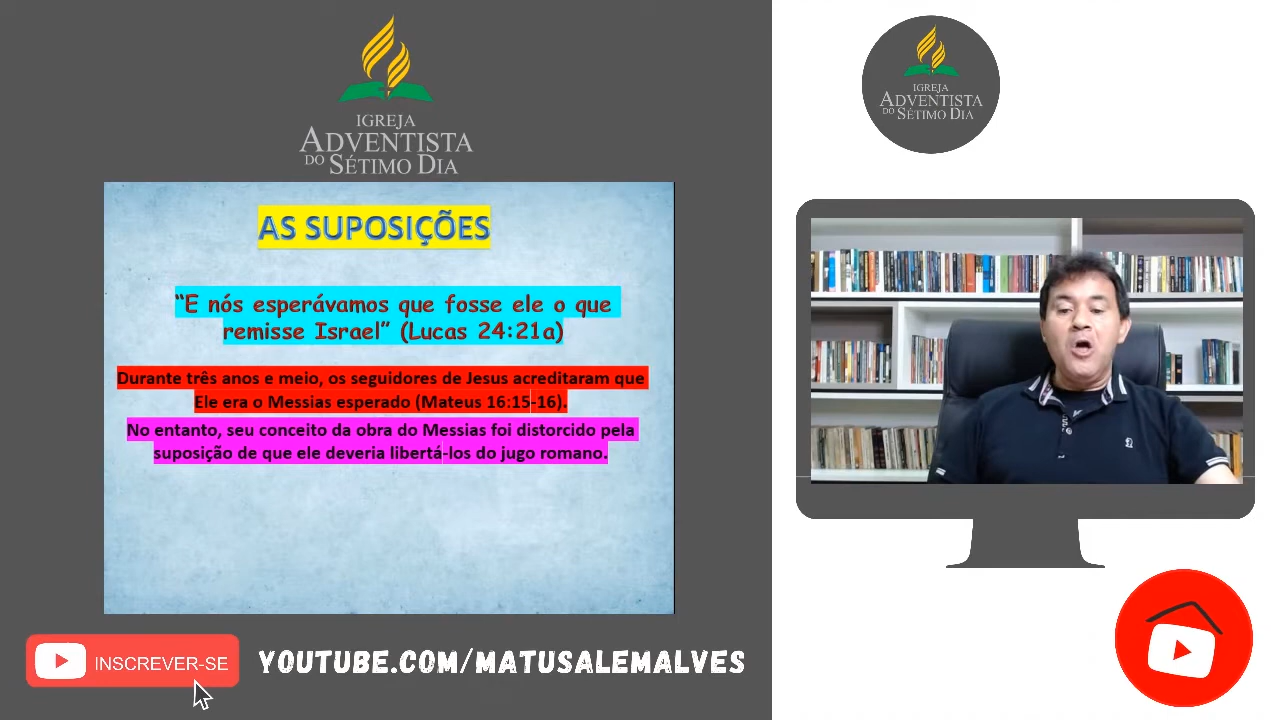 IGREJA
ADVENTISTA
DO SÉTIMO DIA
AS SUPOSIÇÕES
“E nós esperávamos que fosse ele o que
remisse Israel” (Lucas 24:21a)
Durante três anos e meio, os seguidores de Jesus acreditaram que
Ele era o Messias esperado (Mateus 16:15-16).
No entanto, seu conceito da obra do Messias foi distorcido pela
suposição de que ele deveria libertá-los do jugo romano.
INSCREVER-SE
YOUTUBE.COM/MATUSALEMALVES
IGREJA
ADVENTISTA
DO SÉTIMO DIA